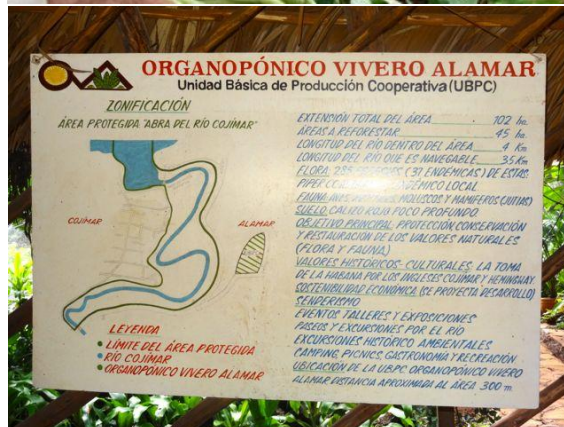 ORGANOPÓNICO VIVERO ALAMAR
Unidad Básica de Producción Cooperativa (UBPC)
ZONIFICACIÓN
ÁREA PROTEGIDA "ABRA DEL RÍO COJÍMAR"
COJÍMAR
ALAMAR
LEYENDA
LÍMITE DEL ÁREA PROTEGIDA
RÍO COJÍMAR
ORGANOPÓNICO VIVERO ALAMAR
EXTENSIÓN TOTAL DEL ÁREA 102 ha.
ÁREAS A REFORESTAR 45 ha.
LONGITUD DEL RÍO DENTRO DEL ÁREA 4 Km
LONGITUD DEL RÍO QUE ES NAVEGABLE 3.5 Km
FLORA: (31 ENDÉMICAS) DE ESTAS
PIPER LOCAL
FAUNA: MOLUSCOS Y MAMÍFEROS (JUTIAS)
SUELO: CALIZO ROJO POCO PROFUNDO
OBJETIVO PRINCIPAL: PROTECCIÓN CONSERVACIÓN
Y RESTAURACIÓN DE LOS VALORES NATURALES
(FLORA Y FAUNA)
VALORES HISTÓRICOS-CULTURALES: LA TOMA
DE LA HABANA POR LOS INGLESES COJÍMAR Y HEMINGWAY
SOSTENIBILIDAD ECONÓMICA: (SE PROYECTA DESARROLLO)
SENDERISMO
EVENTOS TALLERES Y EXPOSICIONES
PASEOS Y EXCURSIONES POR EL RÍO
EXCURSIONES HISTÓRICO AMBIENTALES
CAMPING, PICNICS, GASTRONOMÍA Y RECREACIÓN
UBICACIÓN DE LA UBPC ORGANOPÓNICO VIVERO
ALAMAR DISTANCIA APROXIMADA AL ÁREA 300 m.